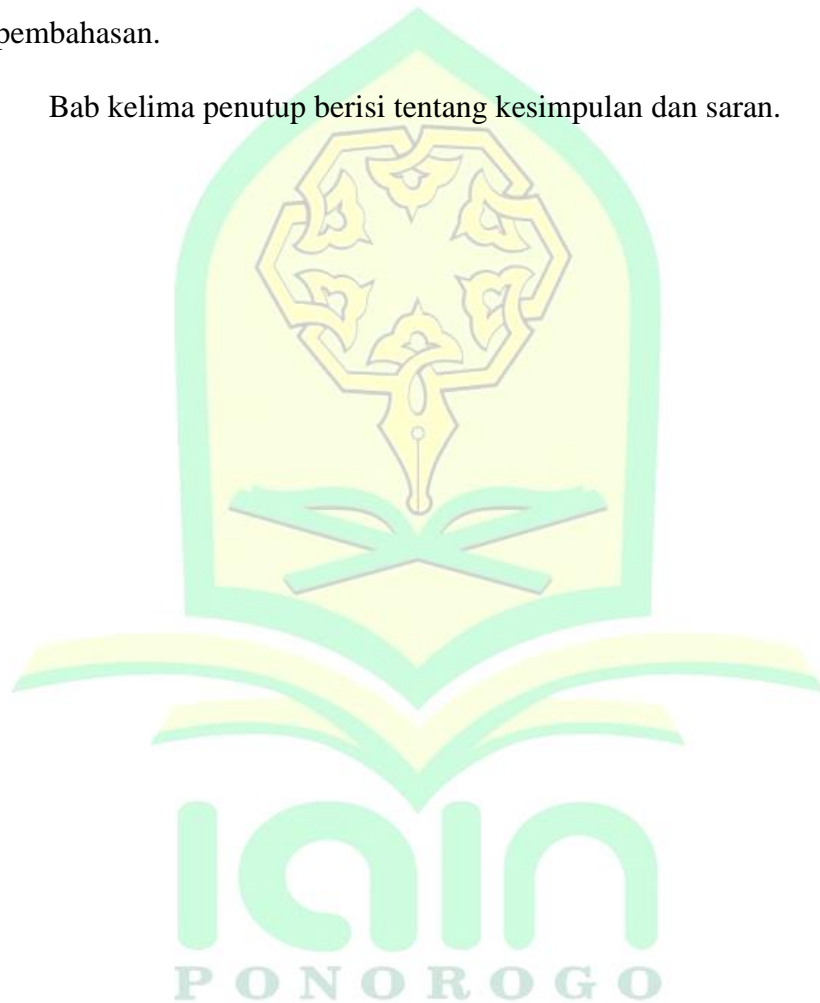 pembahasan.
Bab kelima penutup berisi tentang kesimpulan dan saran.
IAIN
PONOROGO